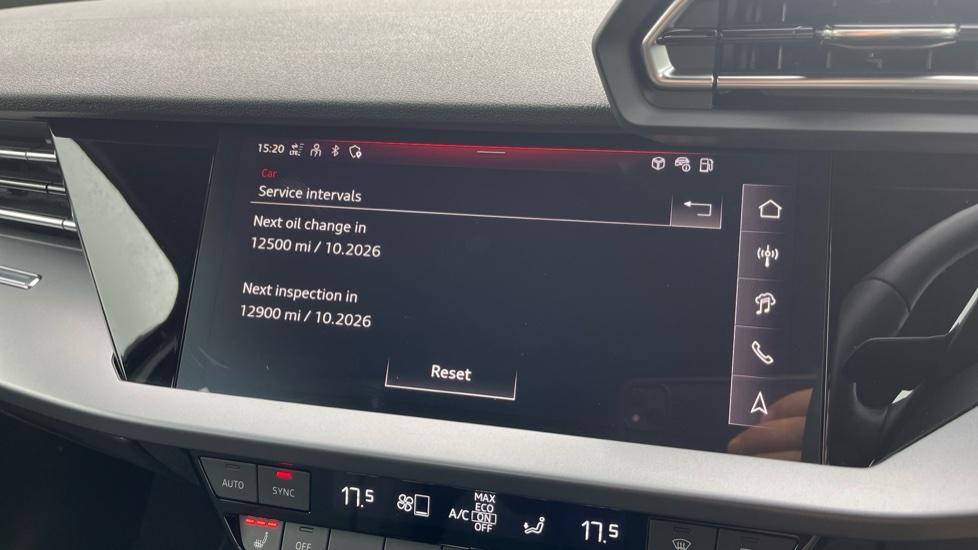 15:20
Car
Service intervals
Next oil change in
12500 mi / 10.2026
Next inspection in
12900 mi / 10.2026
Reset
AUTO
SYNC
17.5
A/C
MAX
ECO
ON
OFF
17.5
OFF